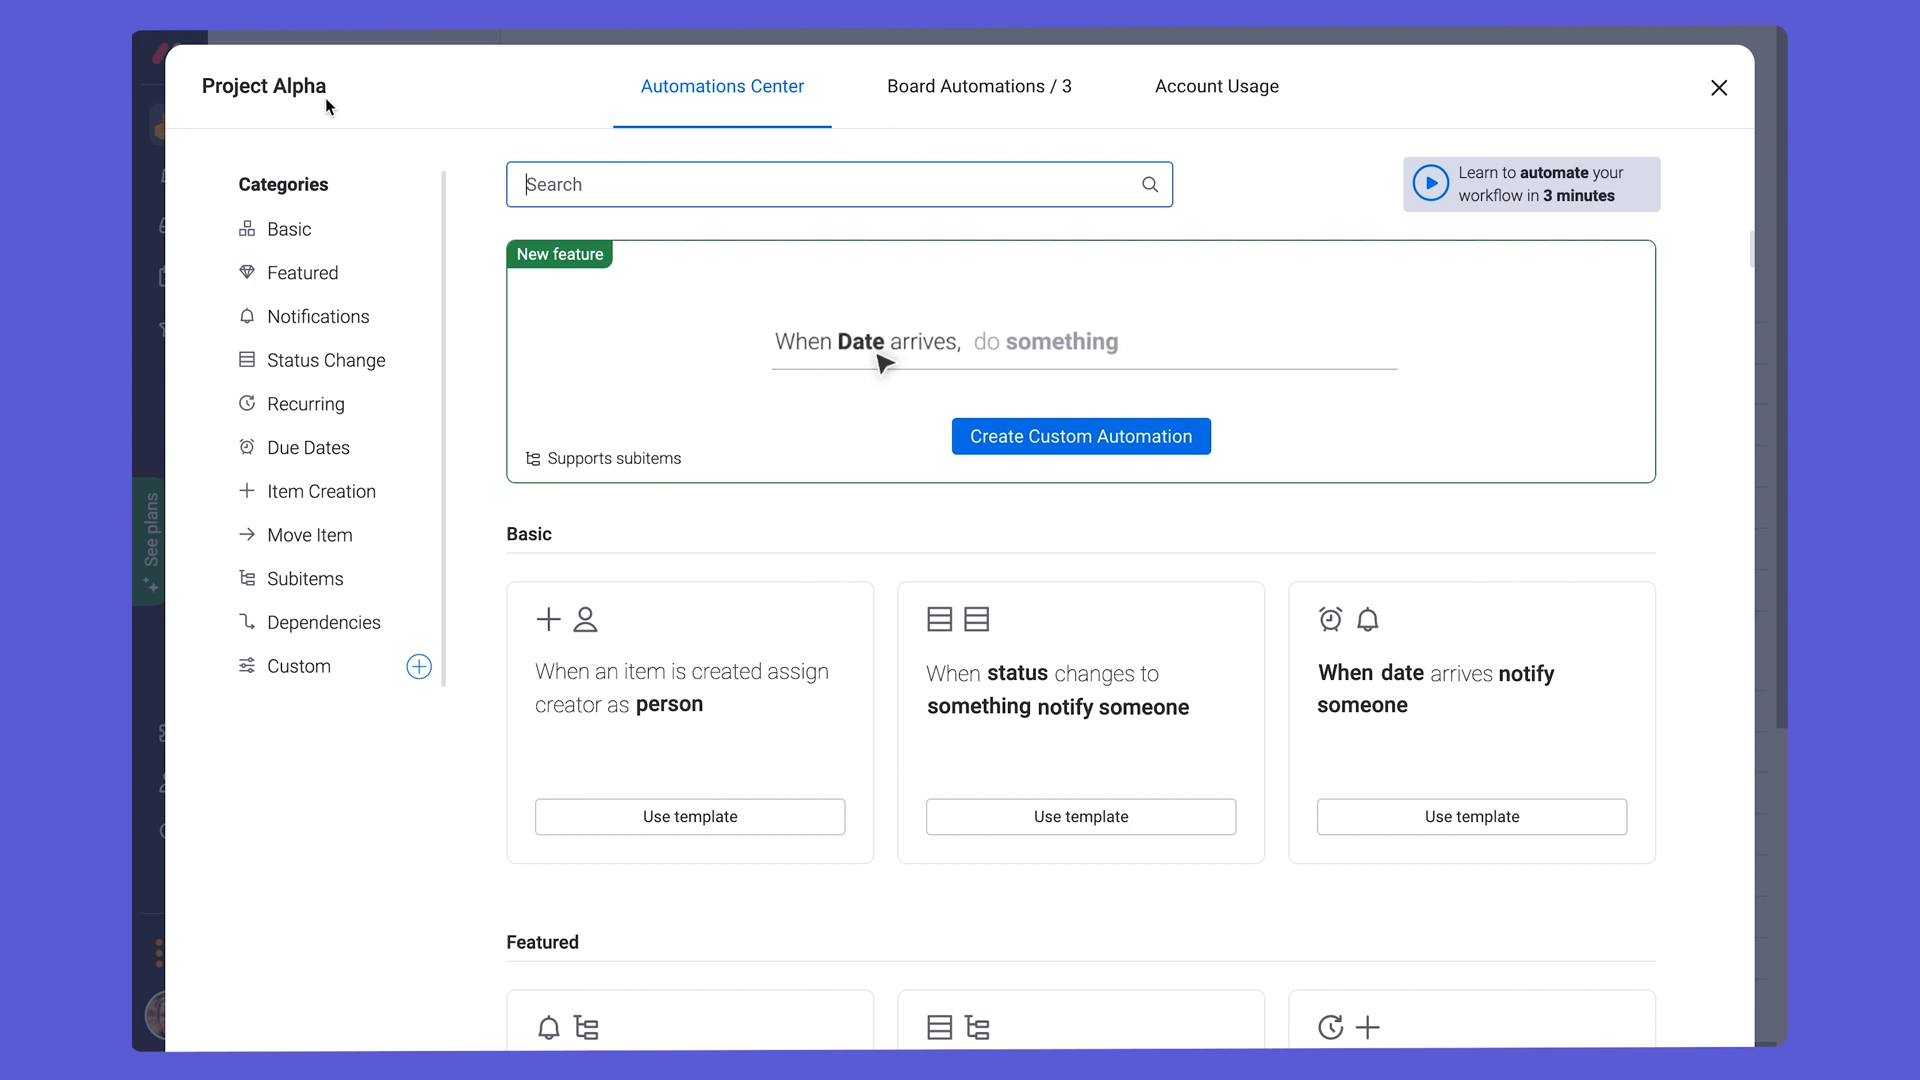 Project Alpha
Automations Center
Board Automations / 3
Account Usage
Categories
Basic
Featured
Notifications
Status Change
Recurring
Due Dates
Item Creation
Move Item
Subitems
Dependencies
Custom
See plans
Search
Learn to automate your
workflow in 3 minutes
New feature
When Date arrives, do something
Create Custom Automation
Supports subitems
Basic
When an item is created assign
creator as person
Use template
When status changes to
something notify someone
Use template
When date arrives notify
someone
Use template
Featured